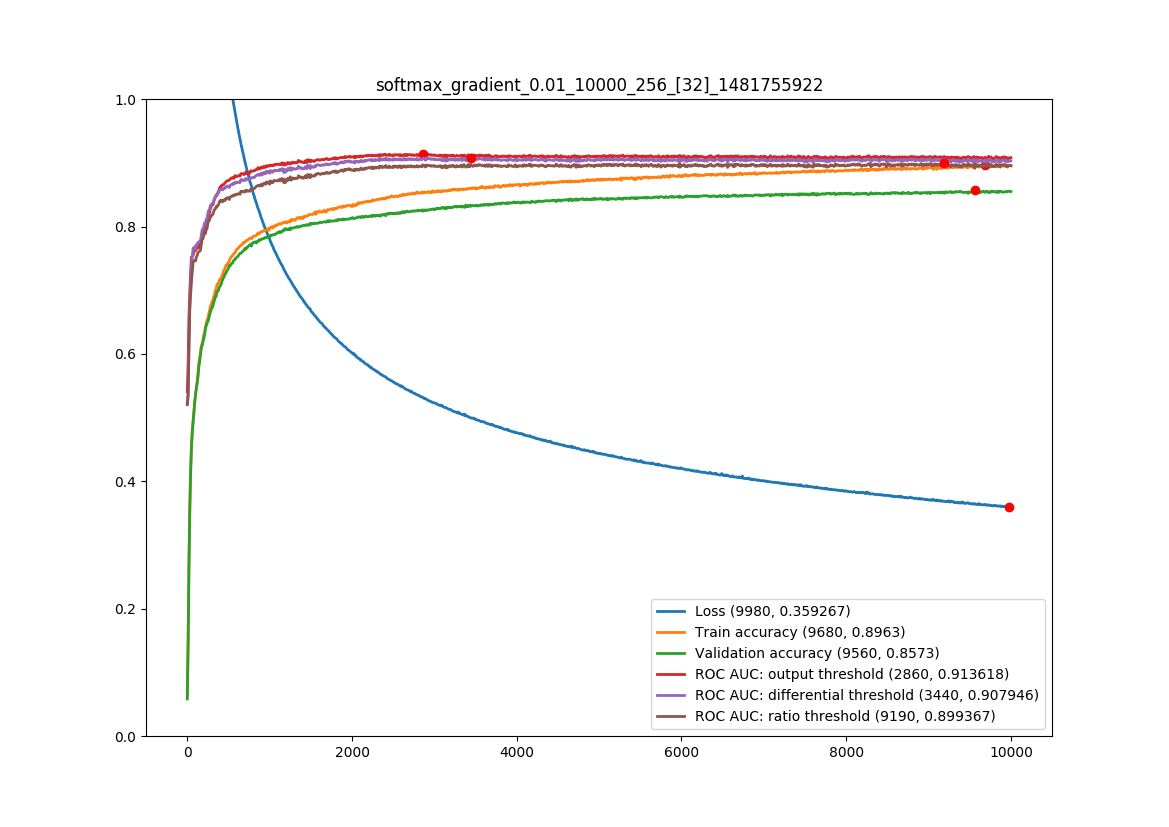 softmax_gradient_0.01_10000_256_[32]_1481755922
1.0
0.8
0.6
0.4
0.2
0.0
0 2000 4000 6000 8000 10000
Loss (9980, 0.359267)
Train accuracy (9680, 0.8963)
Validation accuracy (9560, 0.8573)
ROC AUC: output threshold (2860, 0.913618)
ROC AUC: differential threshold (3440, 0.907946)
ROC AUC: ratio threshold (9190, 0.899367)